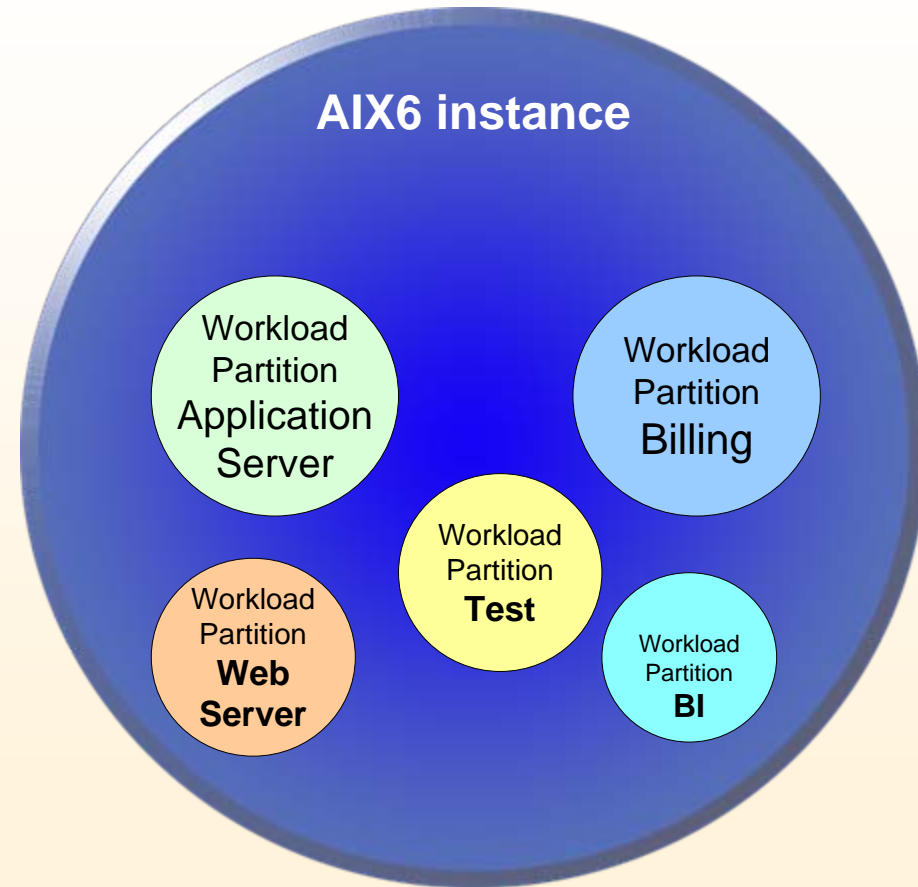 AIX6 instance
Workload
Partition
Application
Server
Workload
Partition
Billing
Workload
Partition
Test
Workload
Partition
Web
Server
Workload
Partition
BI